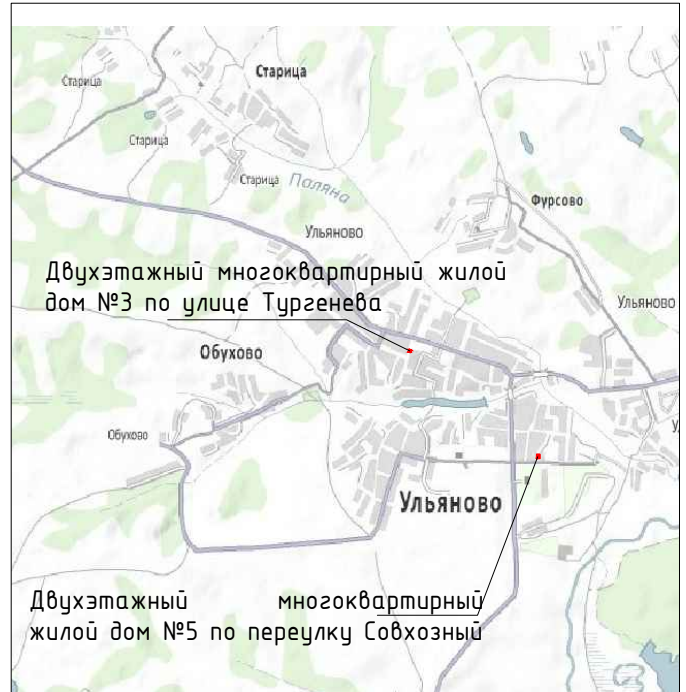 Старица
Старица
Старица
Старица
Паляна
Фурсово
Ульяново
Двухэтажный многоквартирный жилой
дом №3 по улице Тургенева
Ульяново
Обухово
Обухово
Ульяново
Двухэтажный многоквартирный
жилой дом №5 по переулку Совхозный